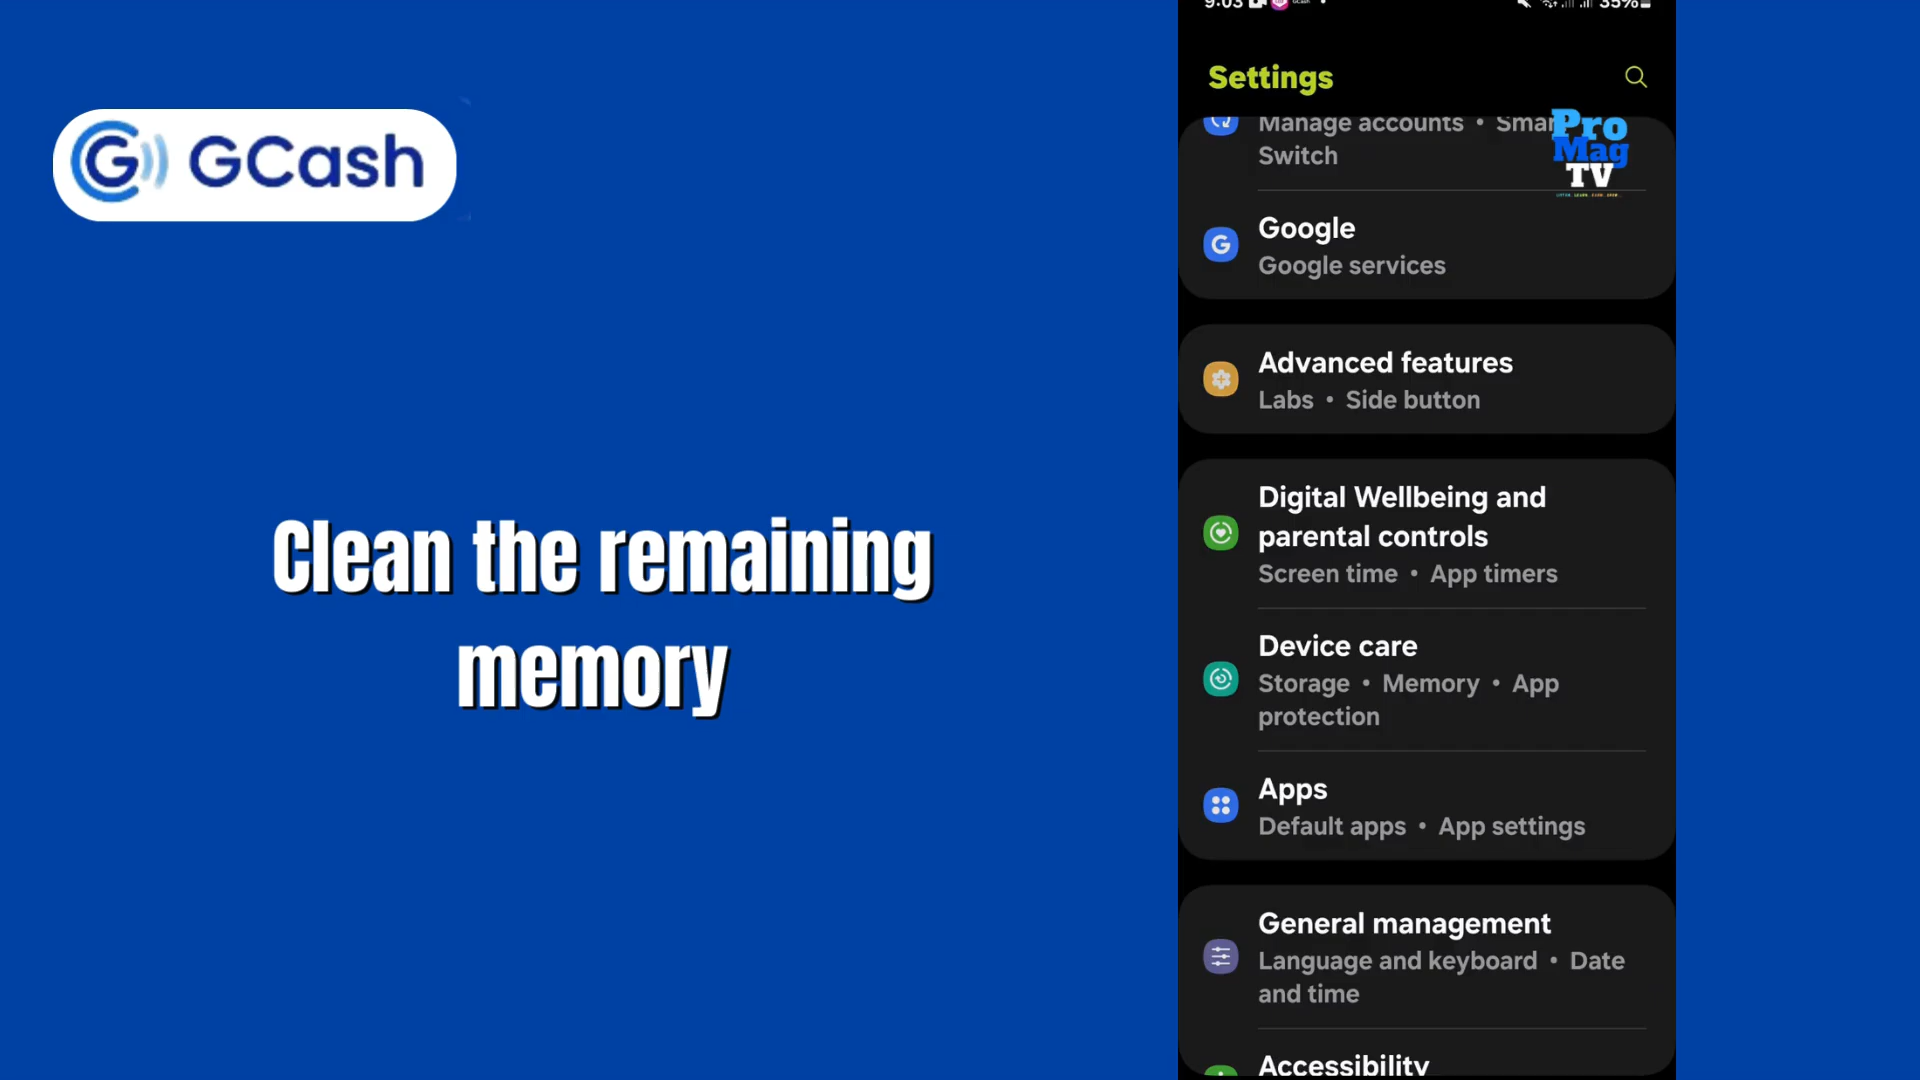 9:03
35%
Settings
GCash
Manage accounts • Smar
Switch
Pro
Mag
TV
Google
Google services
Advanced features
Labs • Side button
Digital Wellbeing and
parental controls
Screen time • App timers
Clean the remaining
memory
Device care
Storage • Memory • App
protection
Apps
Default apps • App settings
General management
Language and keyboard • Date
and time
Accessibility